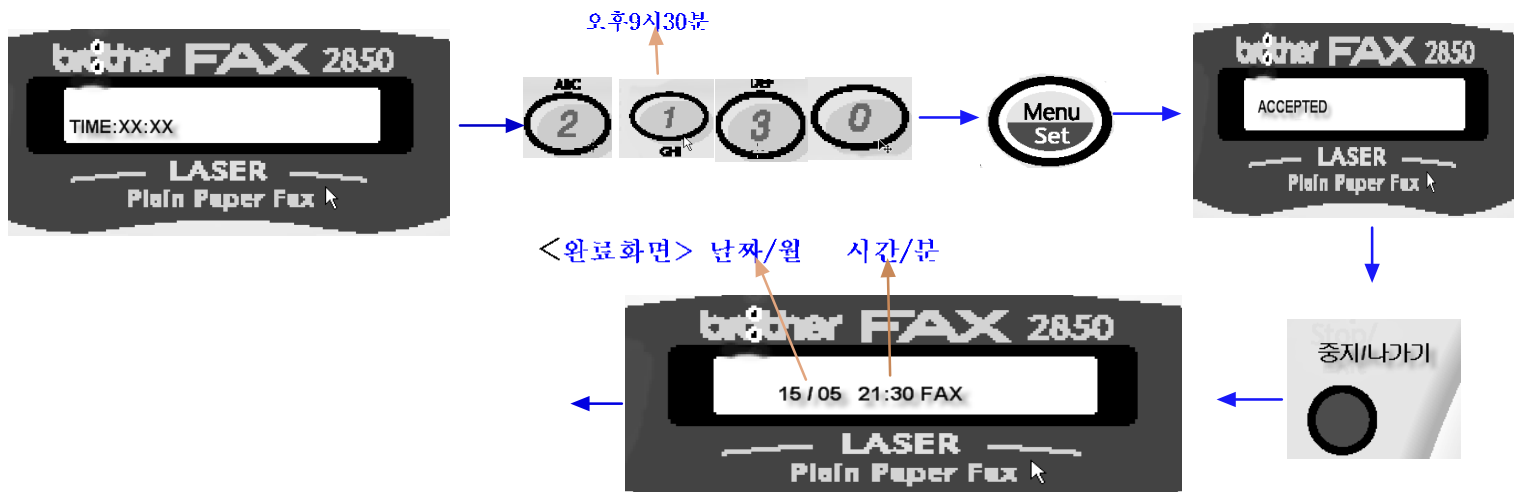 오후9시30분
brother FAX 2850
TIME:XX:XX
LASER
Plain Paper Fax
ABC
2
1
GHI
DEF
3
0
Menu
Set
brother FAX 2850
ACCEPTED
LASER
Plain Paper Fax
<완료화면> 날짜/월 시간/분
brother FAX 2850
15 / 05 21:30 FAX
LASER
Plain Paper Fax
Stop/
중지/나가기